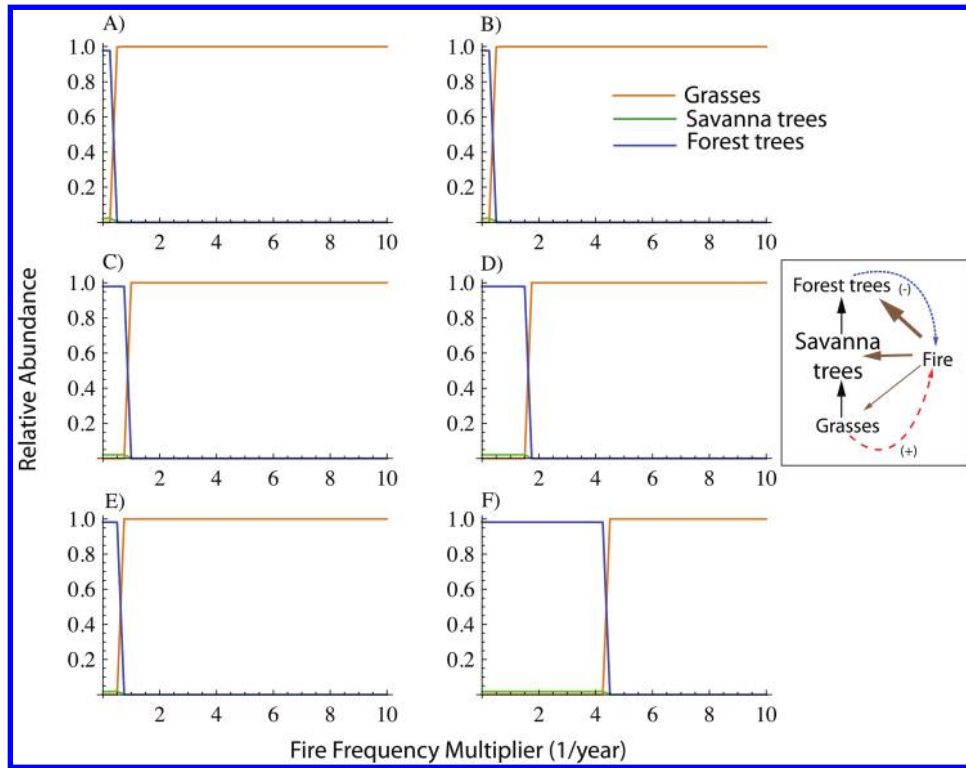 A)
1.0
0.8
0.6
0.4
0.2
2 4 6 8 10
B)
1.0
0.8
0.6
0.4
0.2
2 4 6 8 10
Grasses
Savanna trees
Forest trees
C)
1.0
0.8
0.6
0.4
0.2
2 4 6 8 10
D)
1.0
0.8
0.6
0.4
0.2
2 4 6 8 10
Forest trees (-)
Savanna
trees
Fire
Grasses
(+)
E)
1.0
0.8
0.6
0.4
0.2
2 4 6 8 10
F)
1.0
0.8
0.6
0.4
0.2
2 4 6 8 10
Relative Abundance
Fire Frequency Multiplier (1/year)